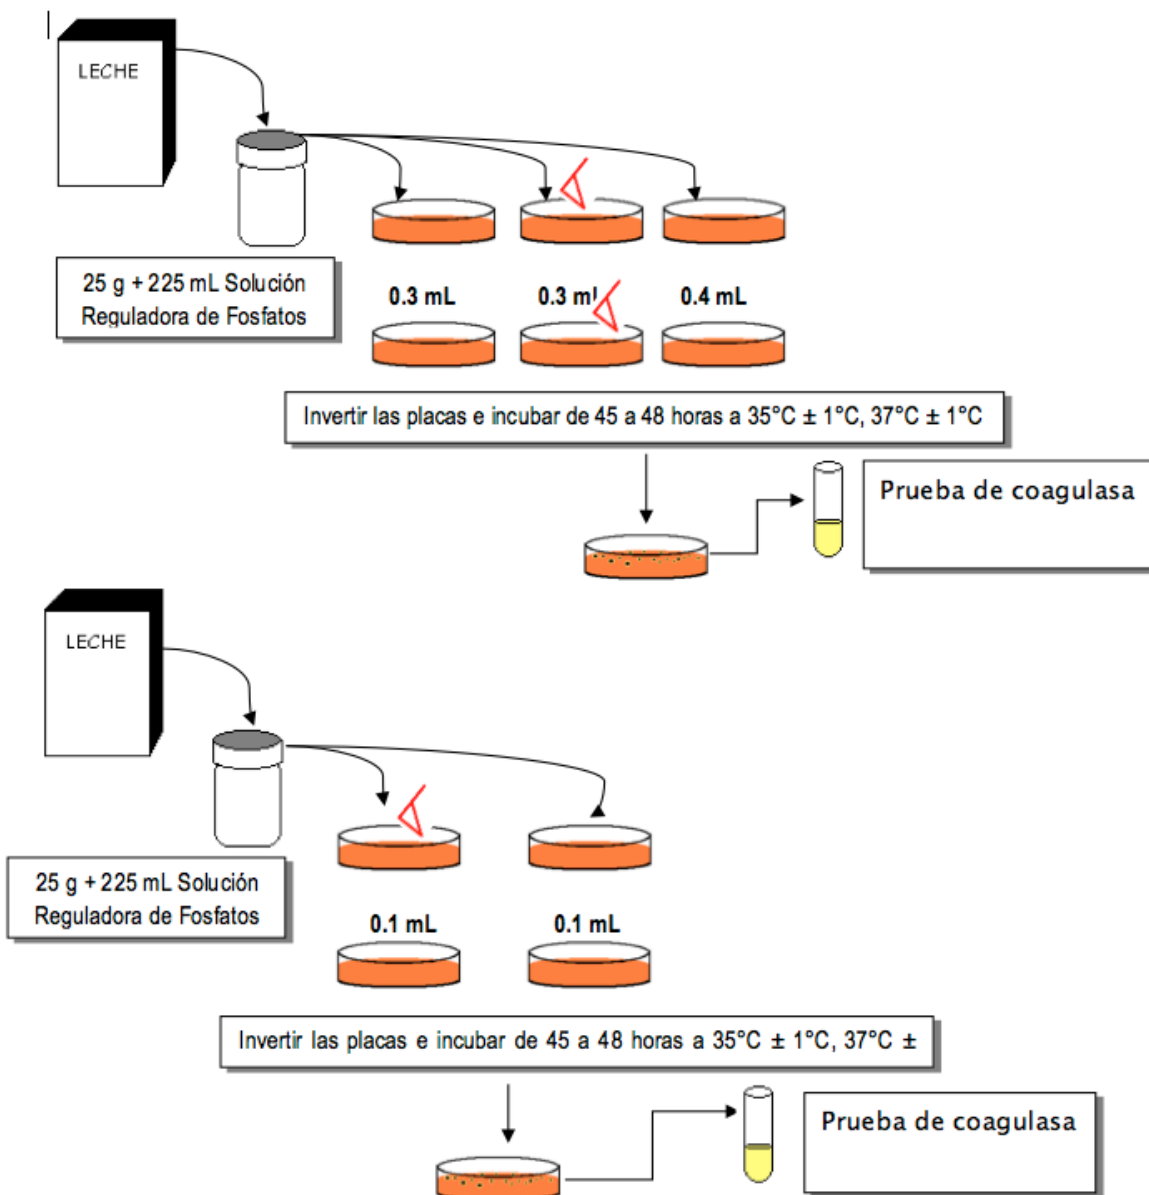 LECHE
25 g + 225 mL Solución
Reguladora de Fosfatos
0.3 mL
0.3 mL
0.4 mL
Invertir las placas e incubar de 45 a 48 horas a 35°C ± 1°C, 37°C ± 1°C
Prueba de coagulasa
LECHE
25 g + 225 mL Solución
Reguladora de Fosfatos
0.1 mL
0.1 mL
Invertir las placas e incubar de 45 a 48 horas a 35°C ± 1°C, 37°C ±
Prueba de coagulasa